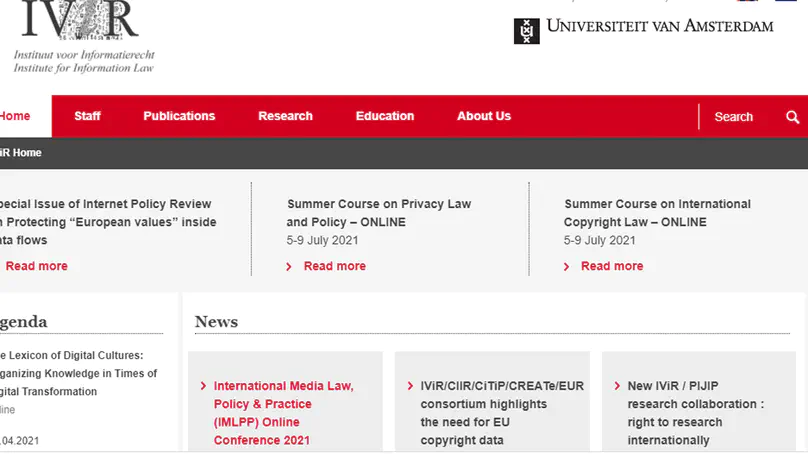 IViR
Instituut voor Informatierecht
Institute for Information Law
UNIVERSITEIT VAN AMSTERDAM
Home
Staff
Publications
Research
Education
About Us
Search
iR Home
pecial Issue of Internet Policy Review
n Protecting “European values” inside
ata flows
Read more
Summer Course on Privacy Law
and Policy – ONLINE
5-9 July 2021
Read more
Summer Course on International
Copyright Law – ONLINE
5-9 July 2021
Read more
genda
e Lexicon of Digital Cultures:
ganizing Knowledge in Times of
gital Transformation
line
.04.2021
News
International Media Law,
Policy & Practice
(IMLPP) Online
Conference 2021
IViR/CIIR/CiTiP/CREATe/EUR
consortium highlights
the need for EU
copyright data
New IViR / PIJIP
research collaboration :
right to research
internationally